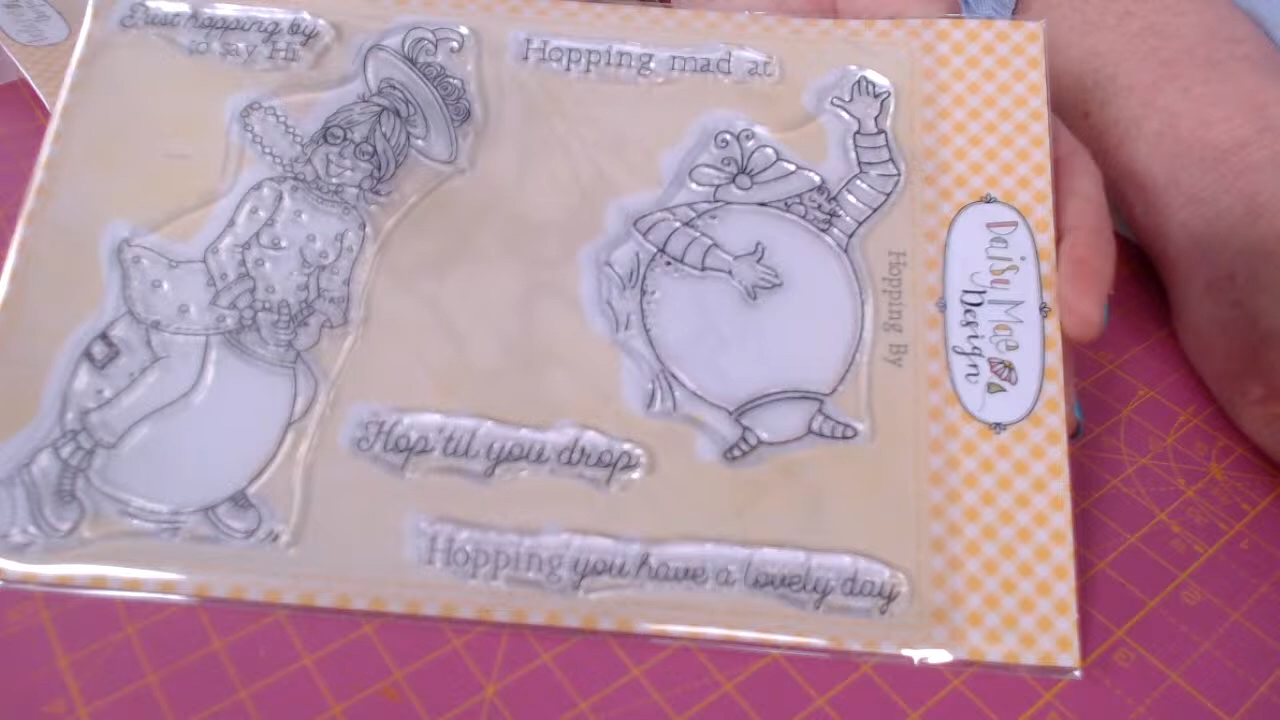 Just hopping by
to say Hi
Hopping mad at
Hopping By
Daisy Mae
Design
Hop 'til you drop
Hopping you have a lovely day